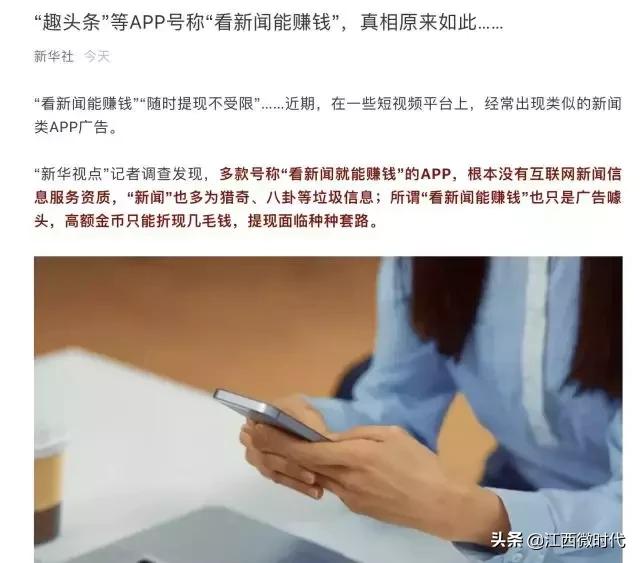 “趣头条”等APP号称“看新闻能赚钱”，真相原来如此……
新华社 今天
“看新闻能赚钱”“随时提现不受限”……近期，在一些短视频平台上，经常出现类似的新闻
类APP广告。
“新华视点”记者调查发现，多款号称“看新闻就能赚钱”的APP，根本没有互联网新闻信
息服务资质，“新闻”也多为猎奇、八卦等垃圾信息；所谓“看新闻能赚钱”也只是广告噱
头，高额金币只能折现几毛钱，提现面临种种套路。
头条 @江西微时代